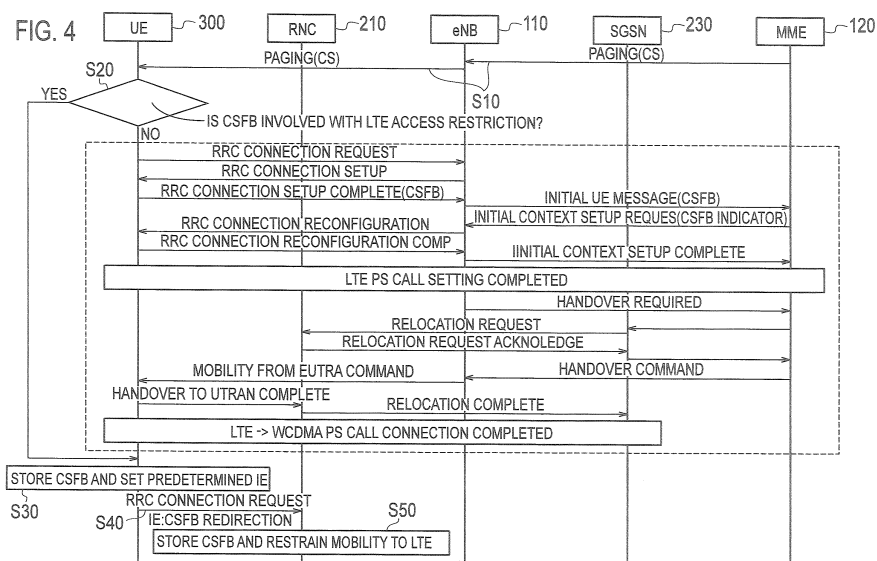 FIG. 4
UE
300
RNC
210
eNB
110
SGSN
230
MME
120
PAGING(CS)
PAGING(CS)
S10
S20
YES
IS CSFB INVOLVED WITH LTE ACCESS RESTRICTION?
NO
RRC CONNECTION REQUEST
RRC CONNECTION SETUP
RRC CONNECTION SETUP COMPLETE(CSFB)
INITIAL UE MESSAGE(CSFB)
INITIAL CONTEXT SETUP REQUES(CSFB INDICATOR)
RRC CONNECTION RECONFIGURATION
RRC CONNECTION RECONFIGURATION COMP
IINITIAL CONTEXT SETUP COMPLETE
LTE PS CALL SETTING COMPLETED
HANDOVER REQUIRED
RELOCATION REQUEST
RELOCATION REQUEST ACKNOLEDGE
MOBILITY FROM EUTRA COMMAND
HANDOVER COMMAND
HANDOVER TO UTRAN COMPLETE
RELOCATION COMPLETE
LTE -> WCDMA PS CALL CONNECTION COMPLETED
STORE CSFB AND SET PREDETERMINED IE
S30
RRC CONNECTION REQUEST
S40
IE:CSFB REDIRECTION
S50
STORE CSFB AND RESTRAIN MOBILITY TO LTE